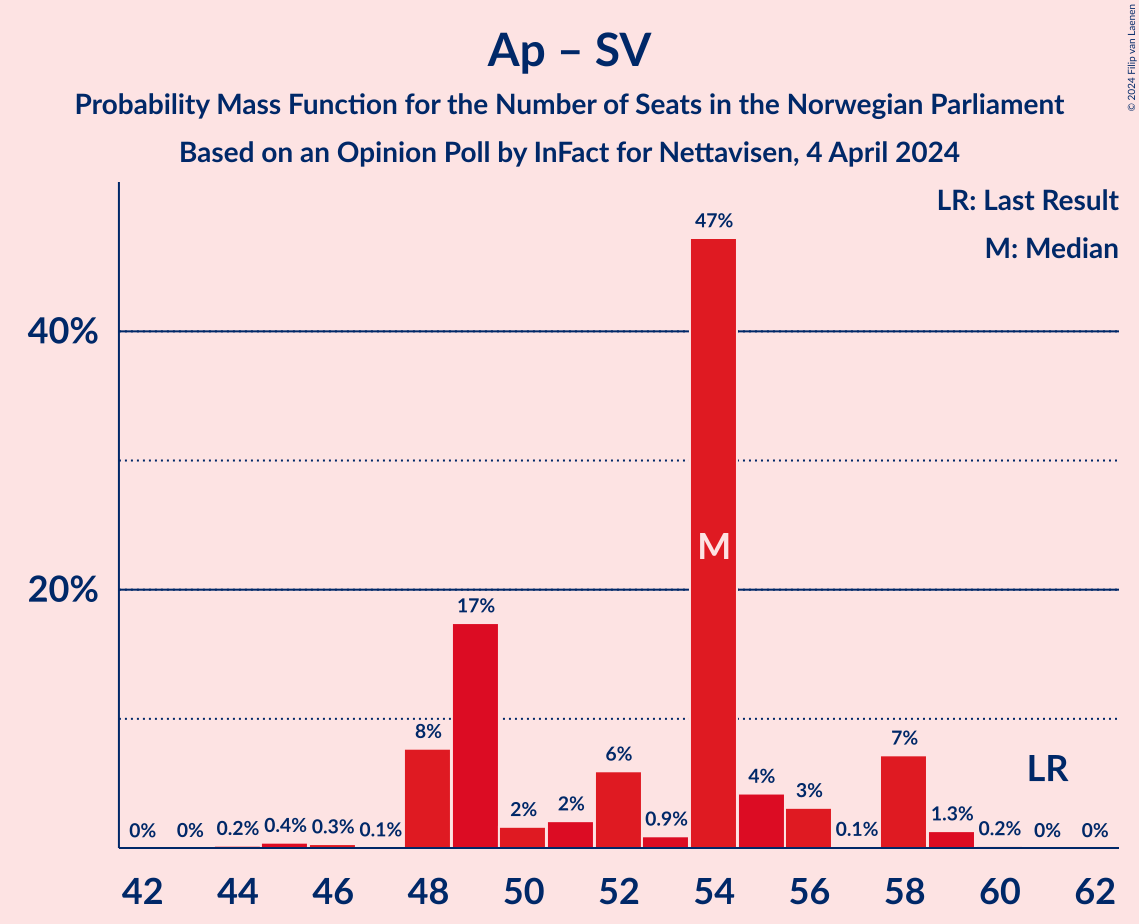 Ap – SV
Probability Mass Function for the Number of Seats in the Norwegian Parliament
Based on an Opinion Poll by InFact for Nettavisen, 4 April 2024
© 2024 Filip van Laenen
LR: Last Result
M: Median
40%
20%
0% 0% 0.2% 0.4% 0.3% 0.1% 8% 17% 2% 2% 6% 0.9% 47% 4% 3% 0.1% 7% 1.3% 0.2% 0% 0%
M
LR
42 44 46 48 50 52 54 56 58 60 62